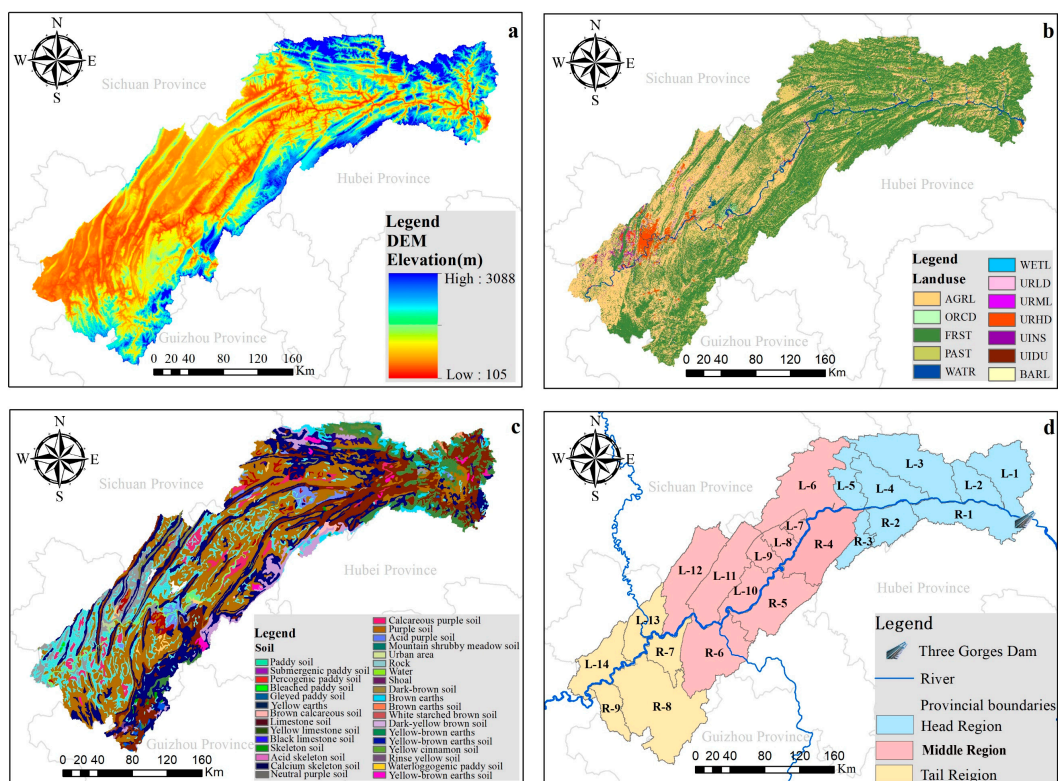 a
N
W E
S
Sichuan Province
Hubei Province
Guizhou Province
Legend
DEM
Elevation(m)
High : 3088
Low : 105
0 20 40 80 120 160
Km
b
N
W E
S
Sichuan Province
Hubei Province
Guizhou Province
Legend
Landuse
AGRL
ORCD
FRST
PAST
WATR
WETL
URLD
URML
URHD
UINS
UIDU
BARL
0 20 40 80 120 160
Km
c
N
W E
S
Sichuan Province
Hubei Province
Guizhou Province
Legend
Soil
Paddy soil
Submergenic paddy soil
Percogenic paddy soil
Bleached paddy soil
Gleyed paddy soil
Yellow earths
Brown calcareous soil
Limestone soil
Yellow limestone soil
Black limestone soil
Skeleton soil
Acid skeleton soil
Calcium skeleton soil
Neutral purple soil
Calcareous purple soil
Purple soil
Acid purple soil
Mountain shrubby meadow soil
Urban area
Rock
Water
Shoal
Dark-brown soil
Brown earths
Brown earths soil
White starched brown soil
Dark-yellow brown soil
Yellow-brown earths
Yellow-brown earths soil
Yellow cinnamon soil
Rinse yellow soil
Waterloggogenic paddy soil
Yellow-brown earths soil
0 20 40 80 120 160
Km
d
N
W E
S
Sichuan Province
Hubei Province
Guizhou Province
L-1
L-2
L-3
L-4
L-5
L-6
L-7
L-8
L-9
L-10
L-11
L-12
L-13
L-14
R-1
R-2
R-3
R-4
R-5
R-6
R-7
R-8
R-9
Legend
Three Gorges Dam
River
Provincial boundaries
Head Region
Middle Region
Tail Region
0 20 40 80 120 160
Km